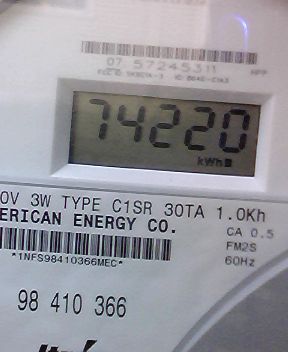 07 57245311
74220
kWh
0V 3W TYPE C1SR 30TA 1.0Kh
ERICAN ENERGY CO.
CA 0.5
FM2S
60Hz
*1NFS98410366MEC*
98 410 366